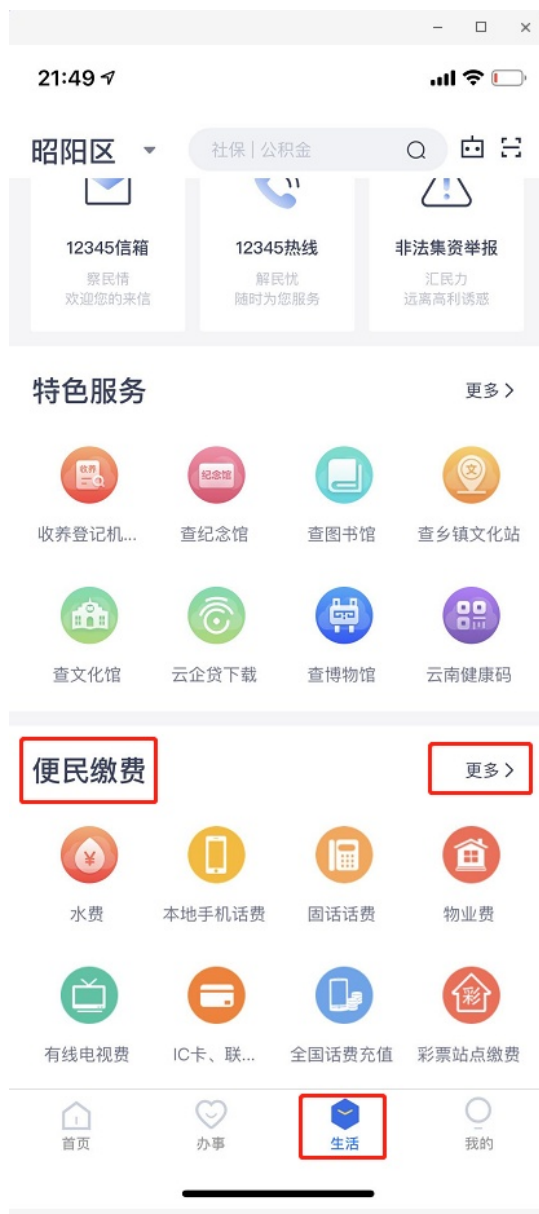 21:49
昭阳区
社保 | 公积金
12345信箱 12345热线 非法集资举报
察民情 解民忧 汇民力
欢迎您的来信 随时为您服务 远离高利诱惑
特色服务 更多
收养 纪念馆 文
收养登记机... 查纪念馆 查图书馆 查乡镇文化站
查文化馆 云企贷下载 查博物馆 云南健康码
便民缴费 更多
¥ 彩
水费 本地手机话费 固话话费 物业费
有线电视费 IC卡、联... 全国话费充值 彩票站点缴费
首页 办事 生活 我的